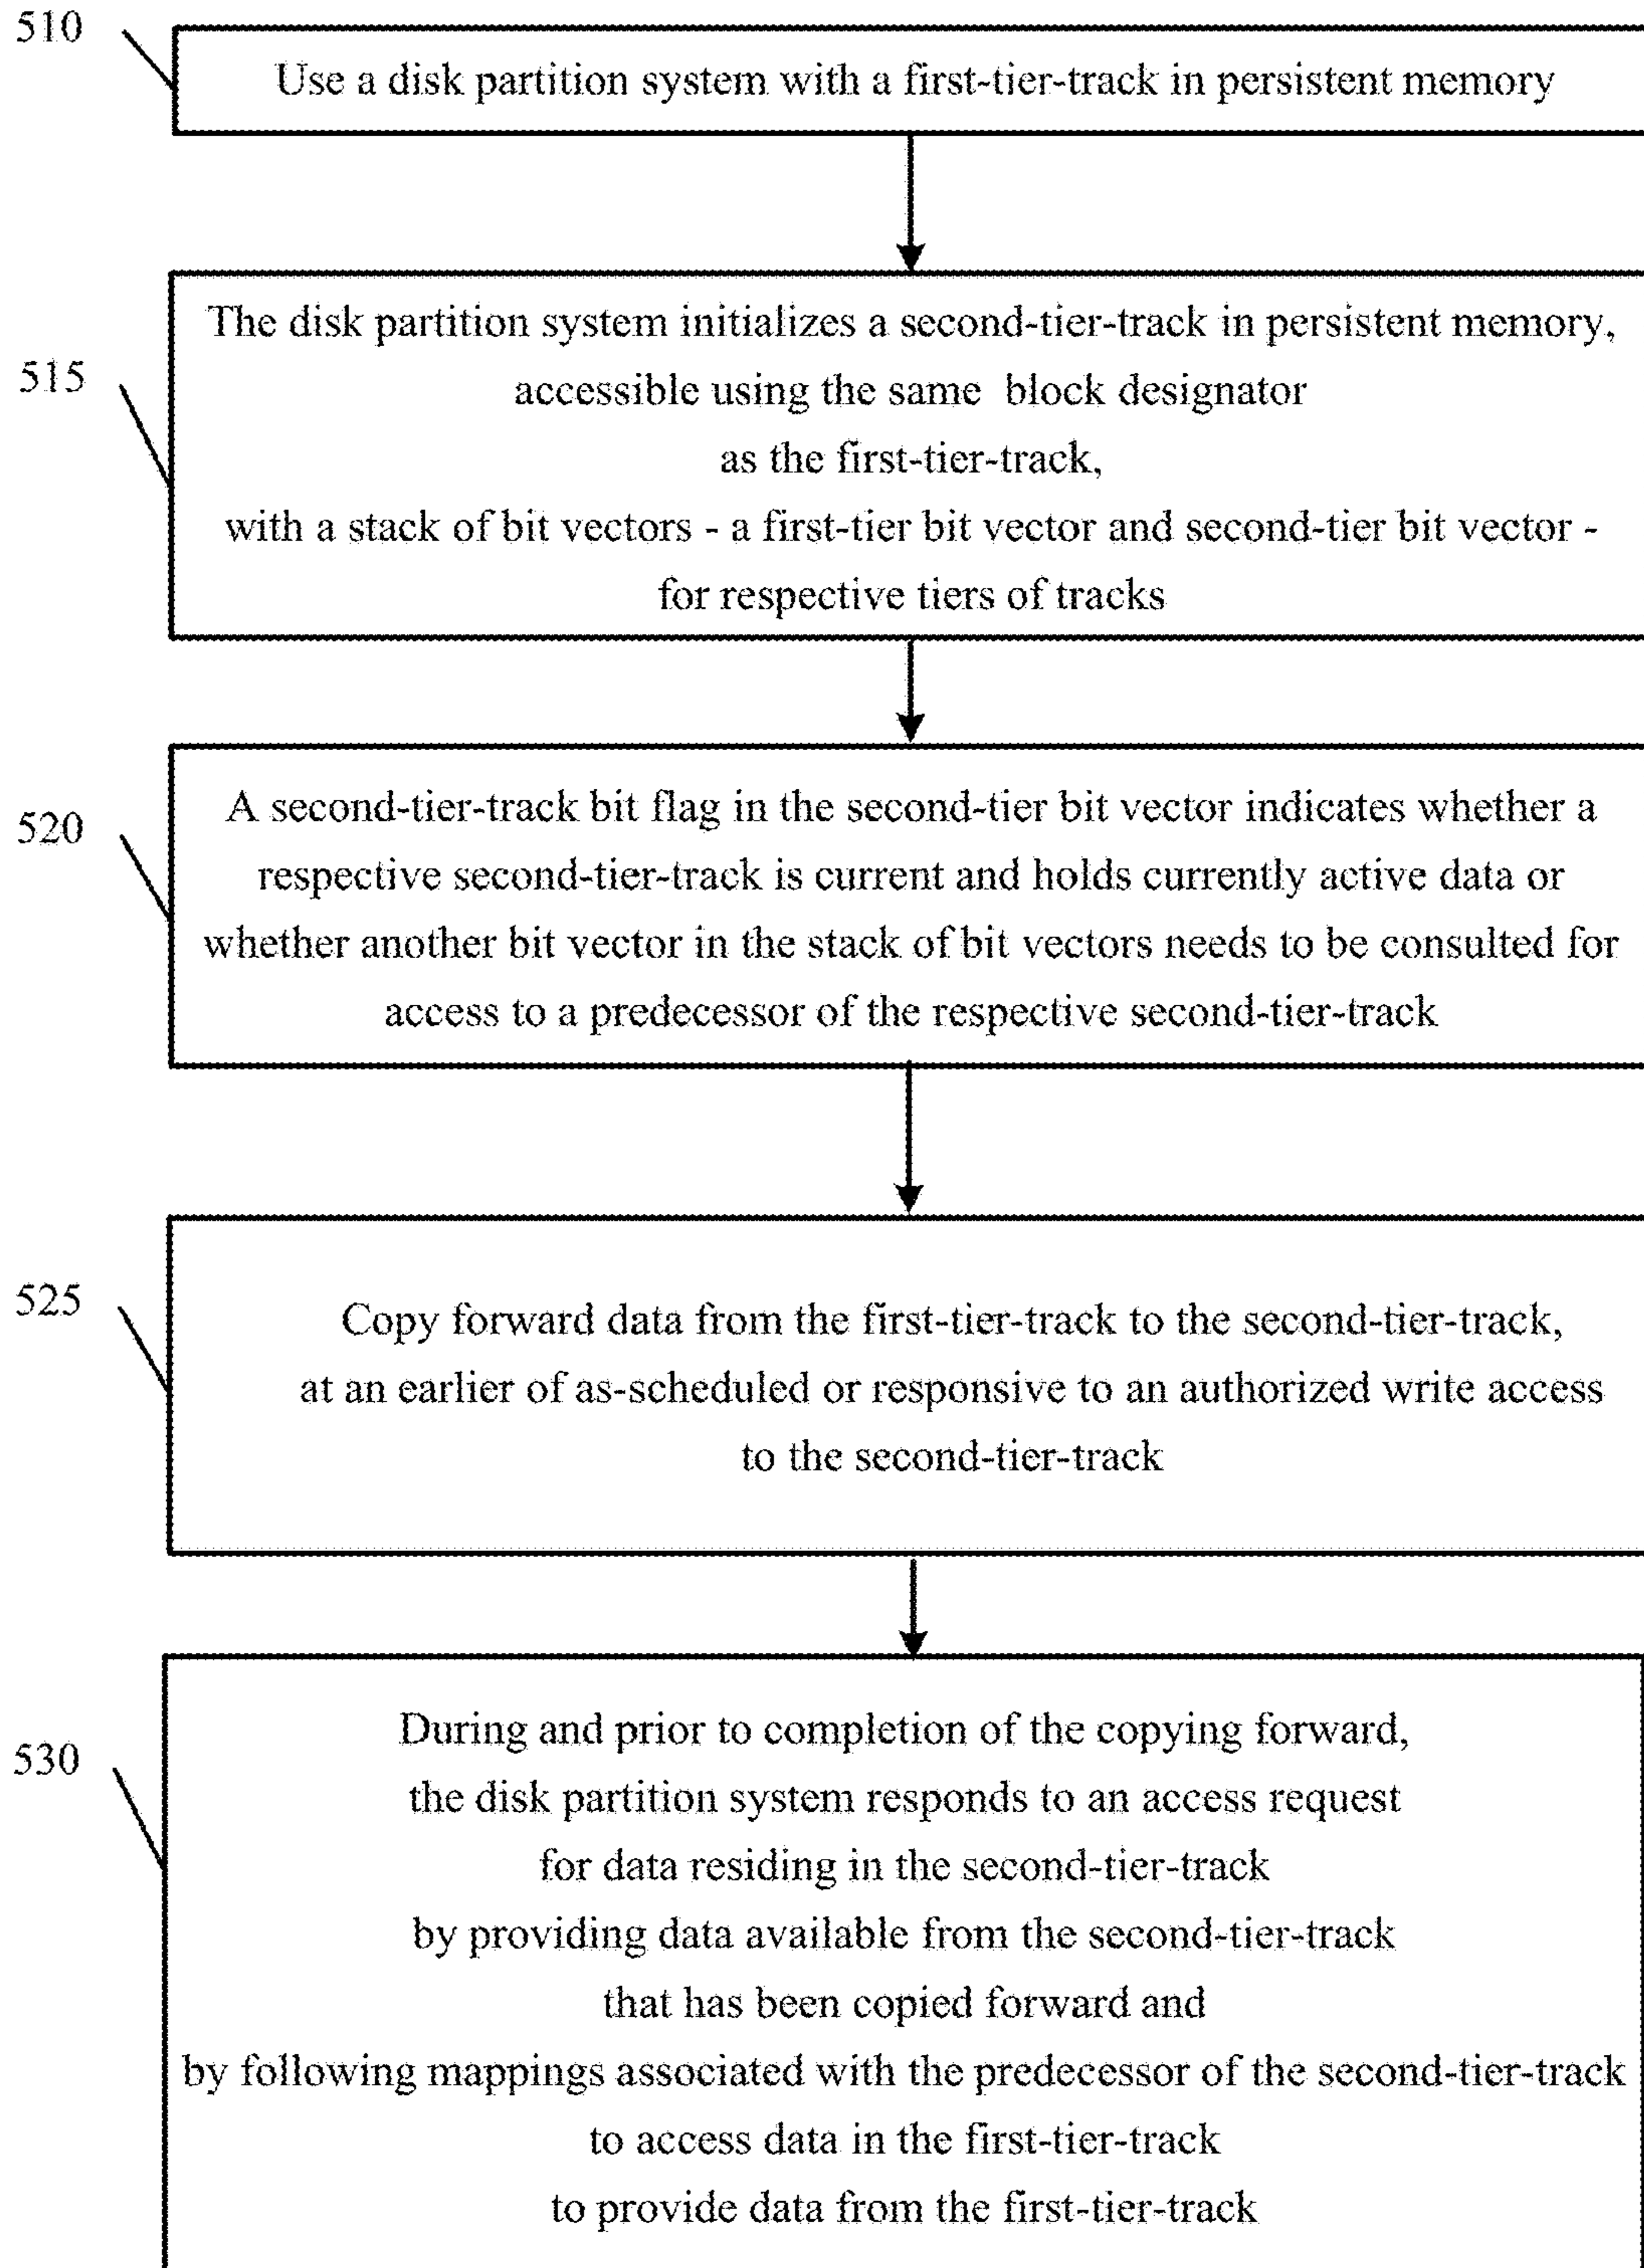 510
Use a disk partition system with a first-tier-track in persistent memory
The disk partition system initializes a second-tier-track in persistent memory,
515
accessible using the same block designator
as the first-tier-track,
with a stack of bit vectors - a first-tier bit vector and second-tier bit vector -
for respective tiers of tracks
520
A second-tier-track bit flag in the second-tier bit vector indicates whether a
respective second-tier-track is current and holds currently active data or
whether another bit vector in the stack of bit vectors needs to be consulted for
access to a predecessor of the respective second-tier-track
525
Copy forward data from the first-tier-track to the second-tier-track,
at an earlier of as-scheduled or responsive to an authorized write access
to the second-tier-track
530
During and prior to completion of the copying forward,
the disk partition system responds to an access request
for data residing in the second-tier-track
by providing data available from the second-tier-track
that has been copied forward and
by following mappings associated with the predecessor of the second-tier-track
to access data in the first-tier-track
to provide data from the first-tier-track